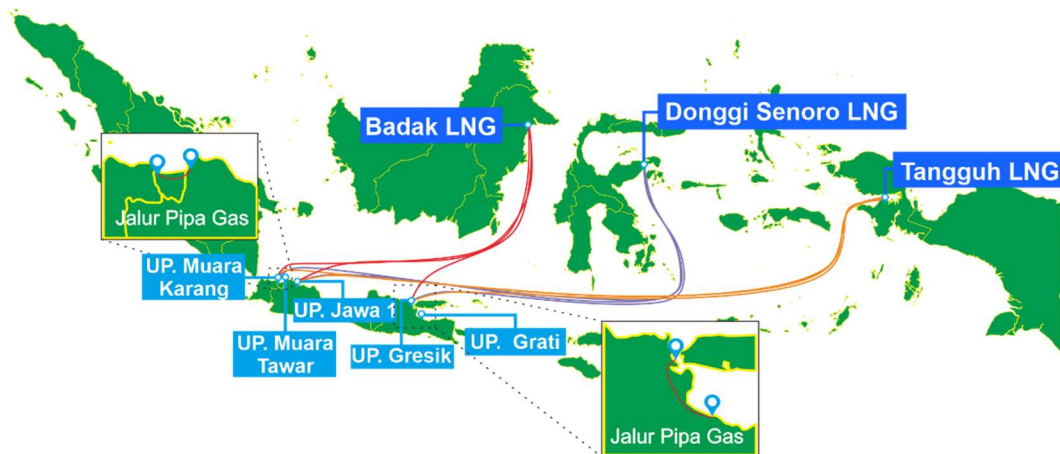 Badak LNG
Donggi Senoro LNG
Tangguh LNG
Jalur Pipa Gas
UP. Muara
Karang
UP. Jawa 1
UP. Muara
Tawar
UP. Gresik
UP. Grati
Jalur Pipa Gas